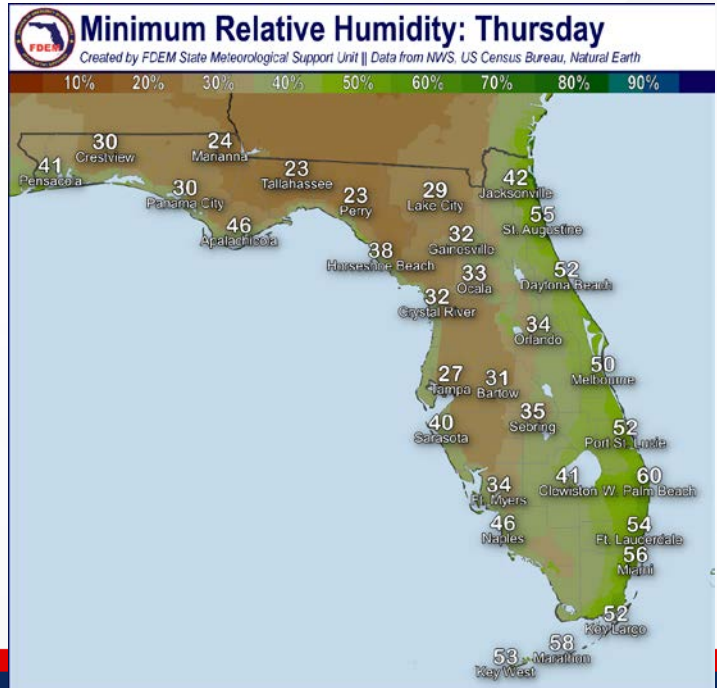 FDEM
Minimum Relative Humidity: Thursday
Created by FDEM State Meteorological Support Unit || Data from NWS, US Census Bureau, Natural Earth
10% 20% 30% 40% 50% 60% 70% 80% 90%
30
Crestview
24
Marianna
41
Pensacola
30
Panama City
23
Tallahassee
23
Perry
29
Lake City
42
Jacksonville
46
Apalachicola
55
St. Augustine
32
Gainesville
38
Horseshoe Beach
33
Ocala
52
Daytona Beach
32
Crystal River
34
Orlando
27
Tampa
31
Bartow
50
Melbourne
40
Sarasota
35
Sebring
52
Port St. Lucie
34
Ft. Myers
41
Clewiston
60
W. Palm Beach
46
Naples
54
Ft. Lauderdale
56
Miami
52
Key Largo
53
Key West
58
Marathon